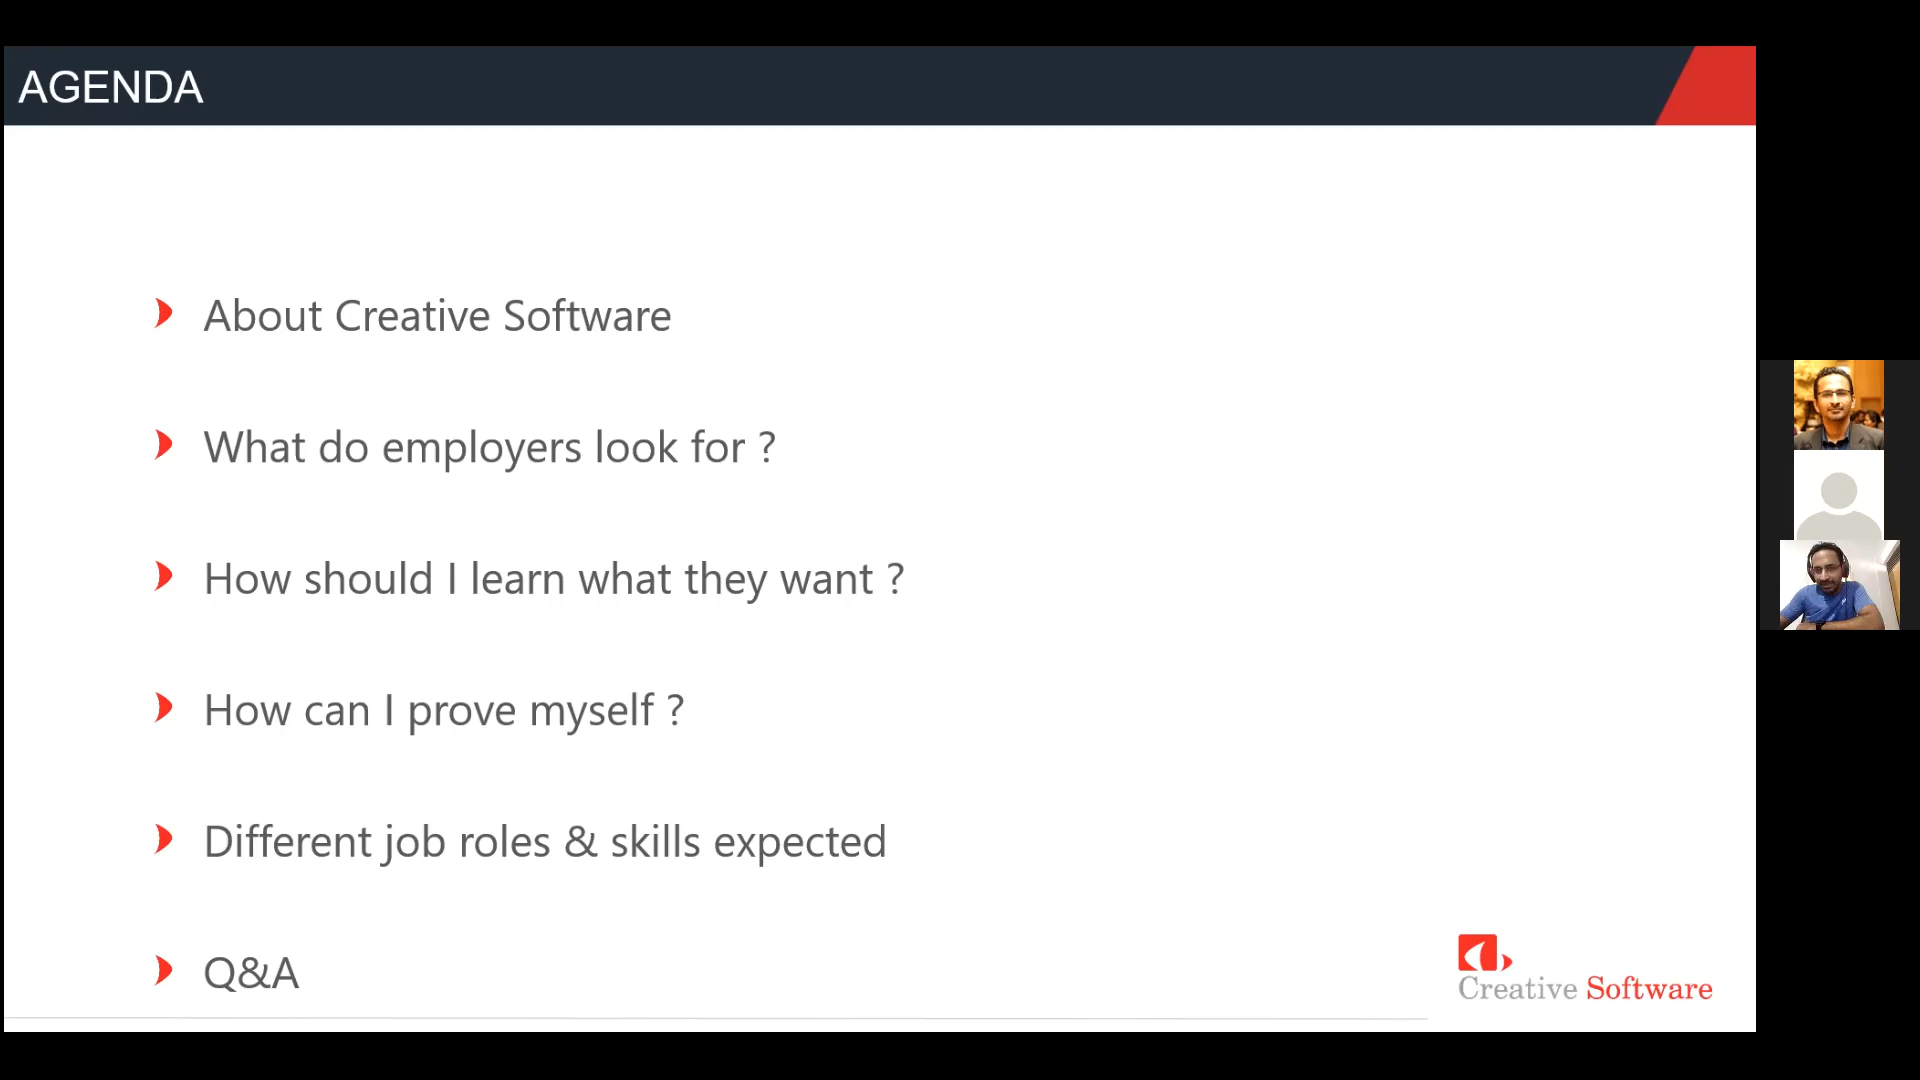 AGENDA
About Creative Software
What do employers look for ?
How should I learn what they want ?
How can I prove myself ?
Different job roles & skills expected
Q&A
Creative Software